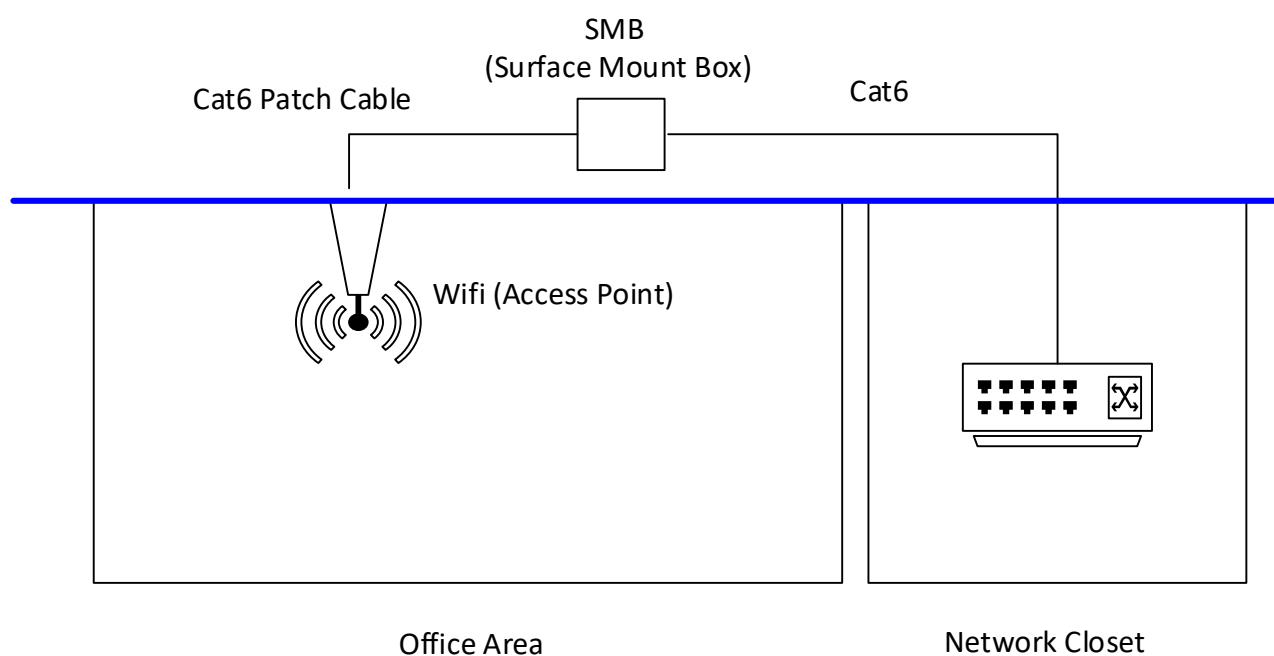 SMB
(Surface Mount Box)
Cat6 Patch Cable
Cat6
Wifi (Access Point)
Office Area
Network Closet